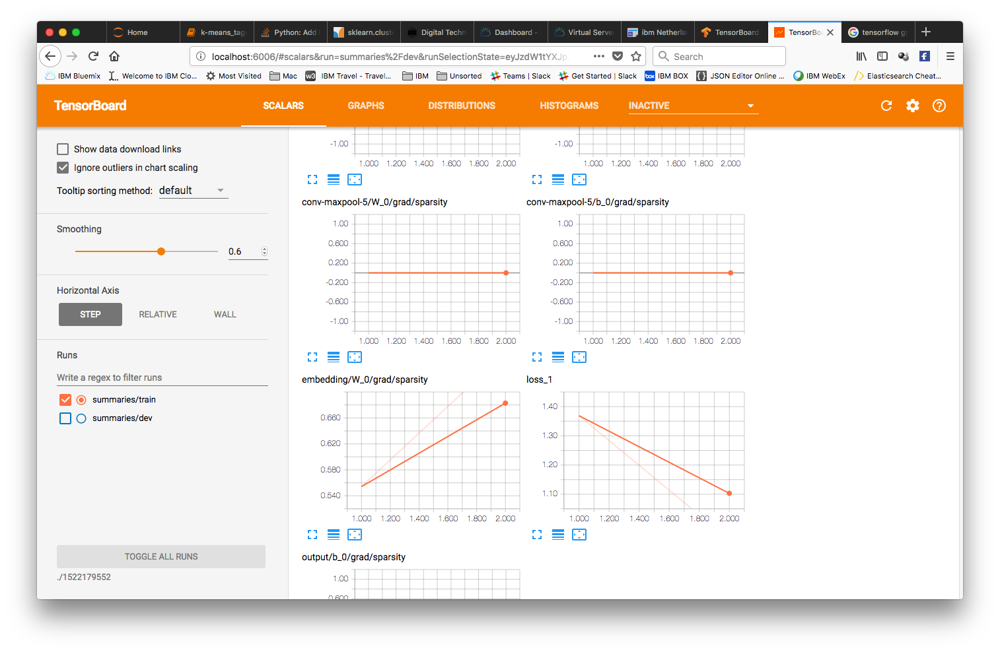 Home
k-means_tag
Python: Add
sklearn.clust
Digital Techn
Dashboard -
Virtual Server
ibm Netherla
TensorBoard
TensorBo
tensorflow gr
localhost:6006/#scalars&run=summaries%2Fdev&runSelectionState=eyJzdW1tYXJp
Search
IBM Bluemix
Welcome to IBM Clo...
Most Visited
Mac
w3 IBM Travel - Travel...
IBM
Unsorted
Teams | Slack
Get Started | Slack
box IBM BOX
JSON Editor Online ...
IBM WebEx
Elasticsearch Cheat...
TensorBoard
SCALARS
GRAPHS
DISTRIBUTIONS
HISTOGRAMS
INACTIVE
Show data download links
Ignore outliers in chart scaling
Tooltip sorting method: default
Smoothing
0.6
Horizontal Axis
STEP
RELATIVE
WALL
Runs
Write a regex to filter runs
summaries/train
summaries/dev
TOGGLE ALL RUNS
./1522179552
-1.00
1.000 1.200 1.400 1.600 1.800 2.000
-1.00
1.000 1.200 1.400 1.600 1.800 2.000
conv-maxpool-5/W_0/grad/sparsity
1.00
0.600
0.200
-0.200
-0.600
-1.00
1.000 1.200 1.400 1.600 1.800 2.000
conv-maxpool-5/b_0/grad/sparsity
1.00
0.600
0.200
-0.200
-0.600
-1.00
1.000 1.200 1.400 1.600 1.800 2.000
embedding/W_0/grad/sparsity
0.660
0.620
0.580
0.540
1.000 1.200 1.400 1.600 1.800 2.000
loss_1
1.40
1.30
1.20
1.10
1.000 1.200 1.400 1.600 1.800 2.000
output/b_0/grad/sparsity
1.00
0.600